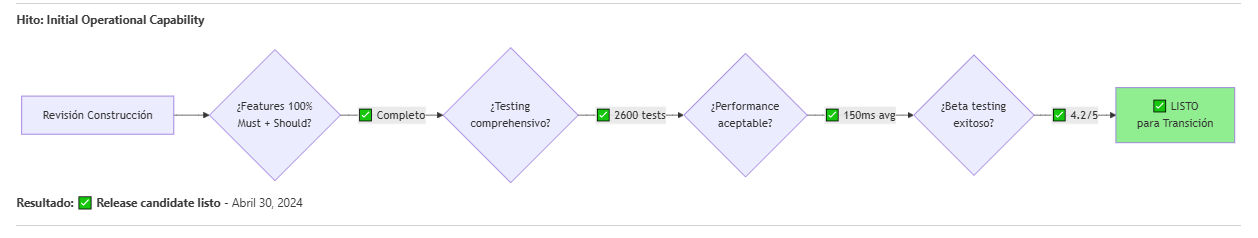 Hito: Initial Operational Capability
Revisión Construcción
¿Features 100%
Must + Should?
✅ Completo
¿Testing
comprehensivo?
✅ 2600 tests
¿Performance
aceptable?
✅ 150ms avg
¿Beta testing
exitoso?
✅ 4.2/5
✅ LISTO
para Transición
Resultado: ✅ Release candidate listo - Abril 30, 2024